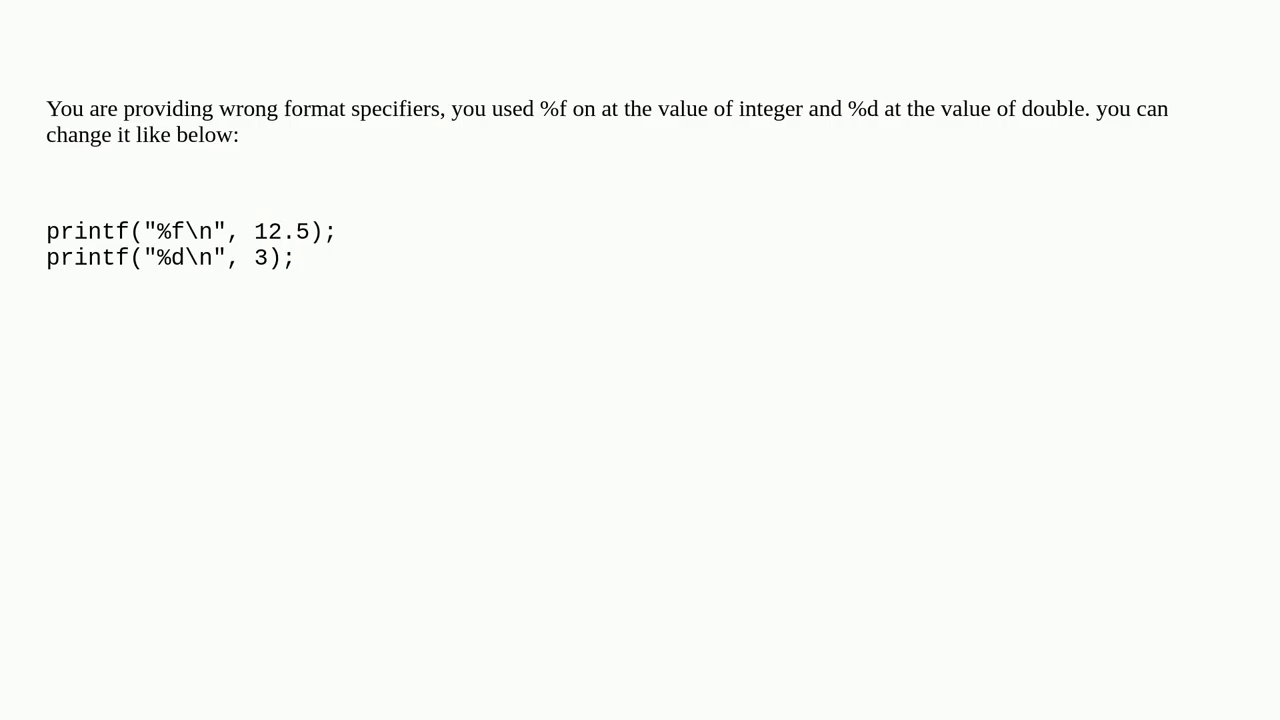 You are providing wrong format specifiers, you used %f on at the value of integer and %d at the value of double. you can
change it like below:
printf("%f\n", 12.5);
printf("%d\n", 3);